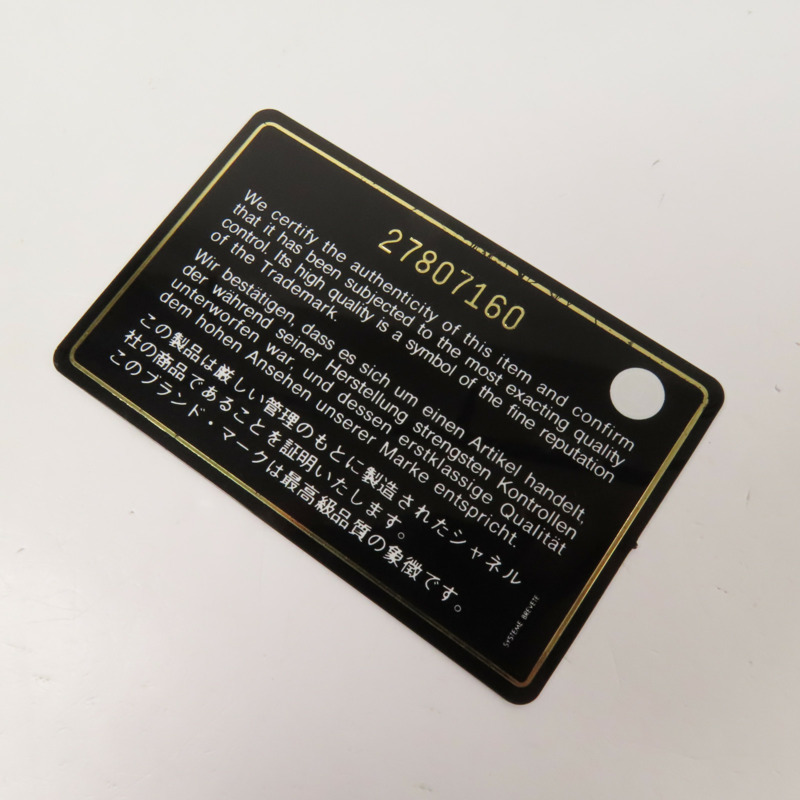 27807160
We certify the authenticity of this item and confirm
that it has been subjected to the most exacting quality
control. Its high quality is a symbol of the fine reputation
of the Trademark.
Wir bestätigen, dass es sich um einen Artikel handelt,
der während seiner Herstellung strengsten Kontrollen
unterworfen war, und dessen erstklassige Qualität
dem hohen Ansehen unserer Marke entspricht.
この製品は厳しい管理のもとに製造されたシャネル
社の商品であることを証明いたします。
このブランド・マークは最高級品質の象徴です。
SYSTEME BREVETE